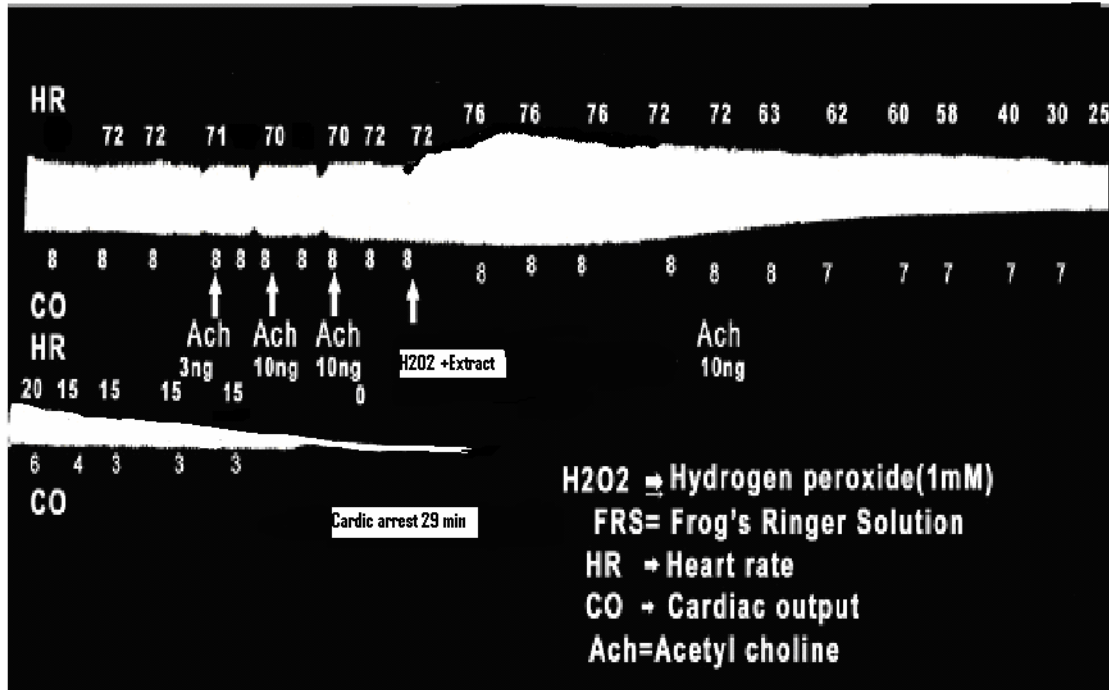 HR
76 76 76 72 72 63 62 60 58 40 30 25
72 72 71 70 70 72 72
8 8 8 8 8 8 8 8 8 8 8 8 8 8 8 8 7 7 7 7 7
CO
HR
Ach Ach Ach Ach
3ng 10ng 10ng H2O2 +Extract 10ng
20 15 15 15 15 0
6 4 3 3 3
CO
Cardic arrest 29 min
H2O2 ⇒ Hydrogen peroxide(1mM)
FRS= Frog's Ringer Solution
HR → Heart rate
CO → Cardiac output
Ach=Acetyl choline